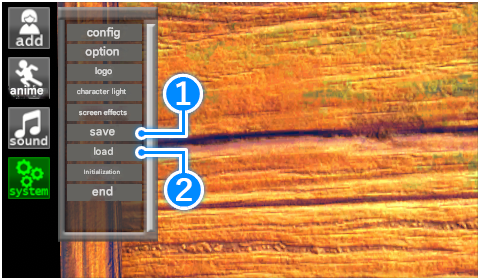 add
anime
sound
system
config
option
logo
character light
screen effects
save
load
Initialization
end
1
2